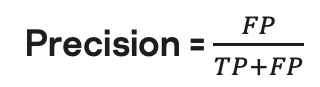 Precision = FP / TP+FP